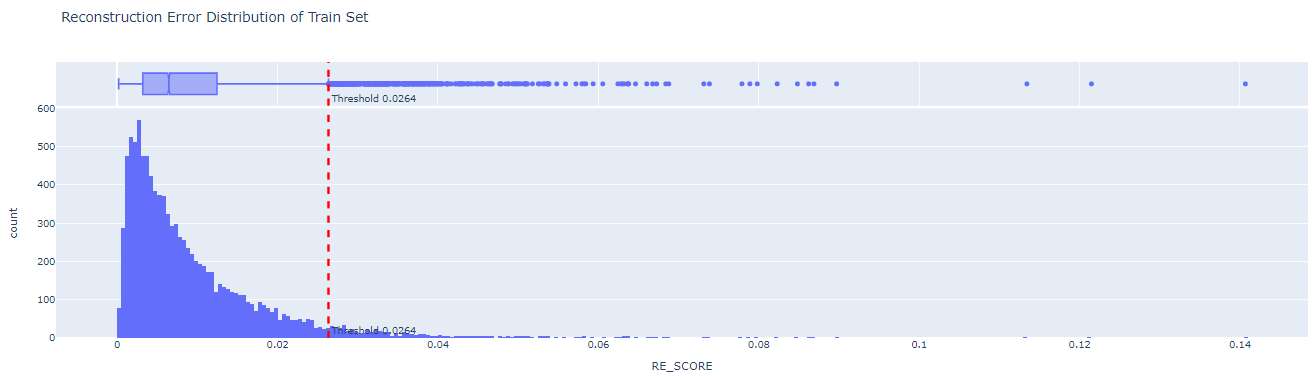 Reconstruction Error Distribution of Train Set
Threshold 0.0264
600
500
400
300
200
100
0
count
Threshold 0.0264
0 0.02 0.04 0.06 0.08 0.1 0.12 0.14
RE_SCORE